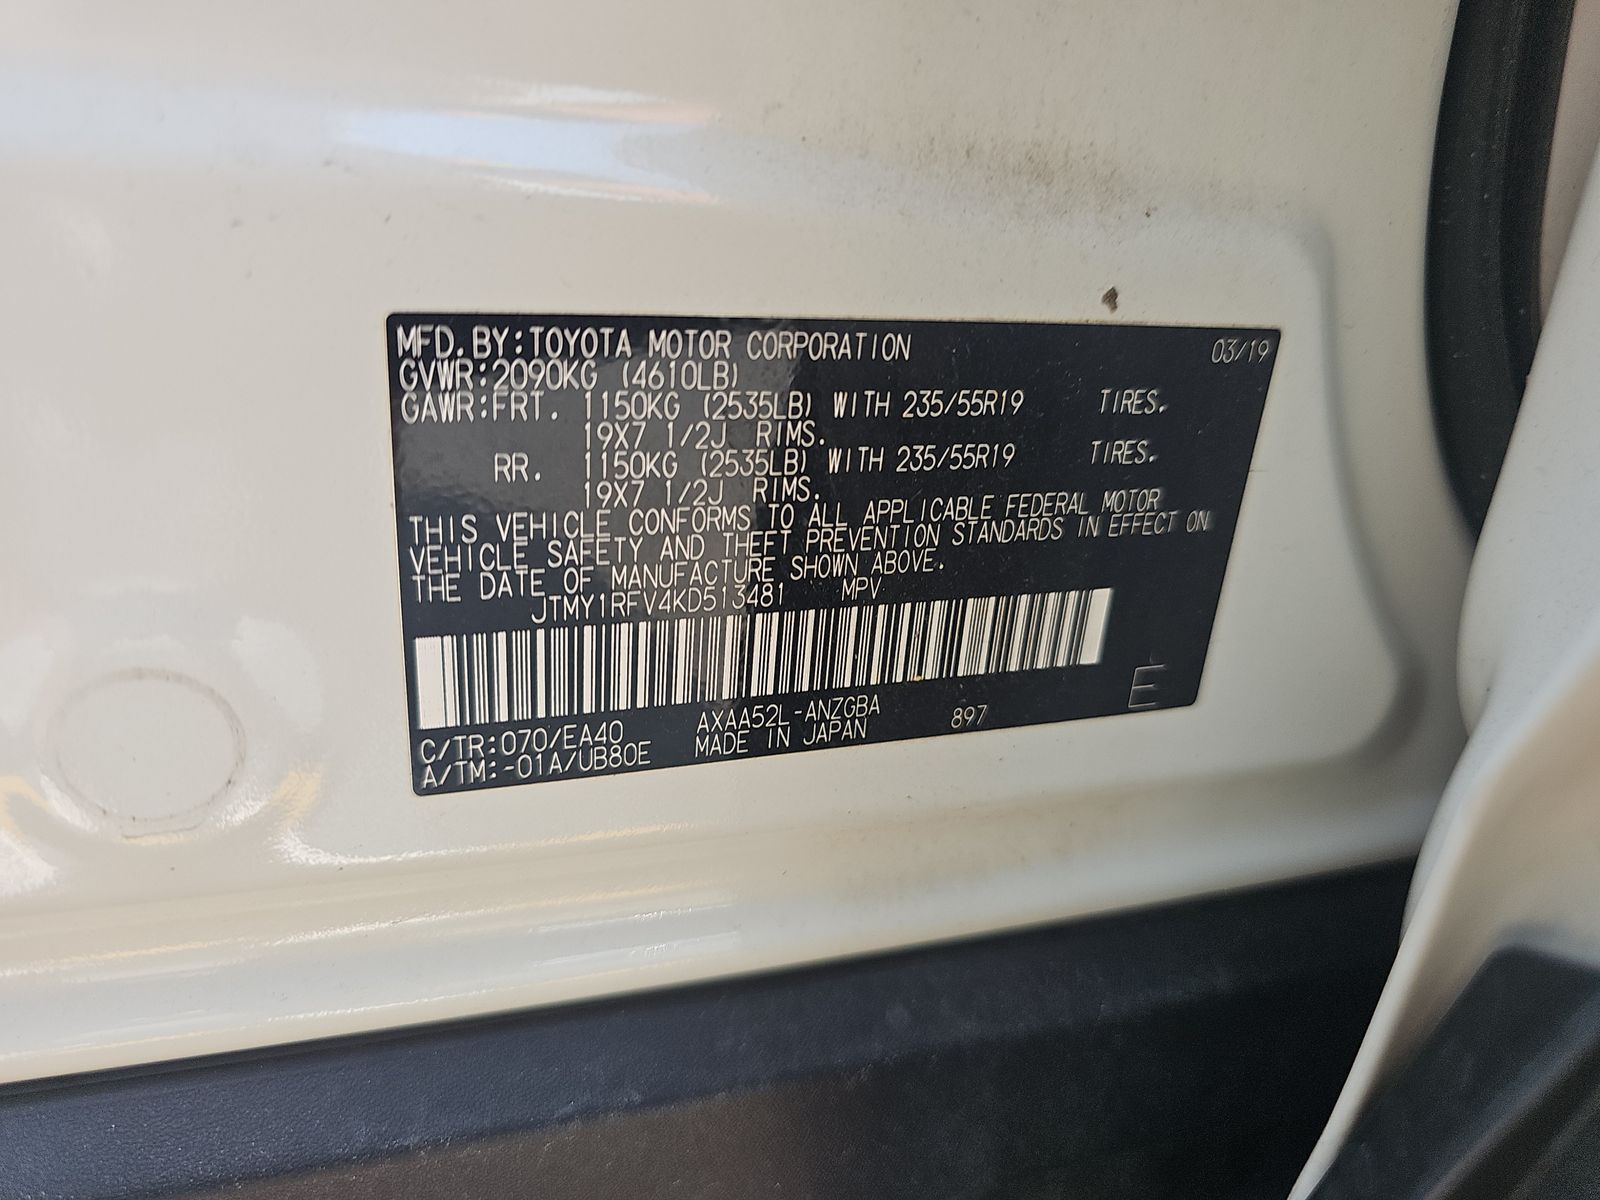 MFD. BY: TOYOTA MOTOR CORPORATION 03/19
GVWR: 2090KG (4610LB)
GAWR: FRT. 1150KG (2535LB) WITH 235/55R19 TIRES.
19X7 1/2J RIMS.
RR. 1150KG (2535LB) WITH 235/55R19 TIRES.
19X7 1/2J RIMS.
THIS VEHICLE CONFORMS TO ALL APPLICABLE FEDERAL MOTOR
VEHICLE SAFETY AND THEFT PREVENTION STANDARDS IN EFFECT ON
THE DATE OF MANUFACTURE SHOWN ABOVE.
JTMY1RFV4KD513481 MPV
C/TR: 070/EA40 AXAA52L-ANZGBA 897 E
A/TM: -01A/UB80E MADE IN JAPAN